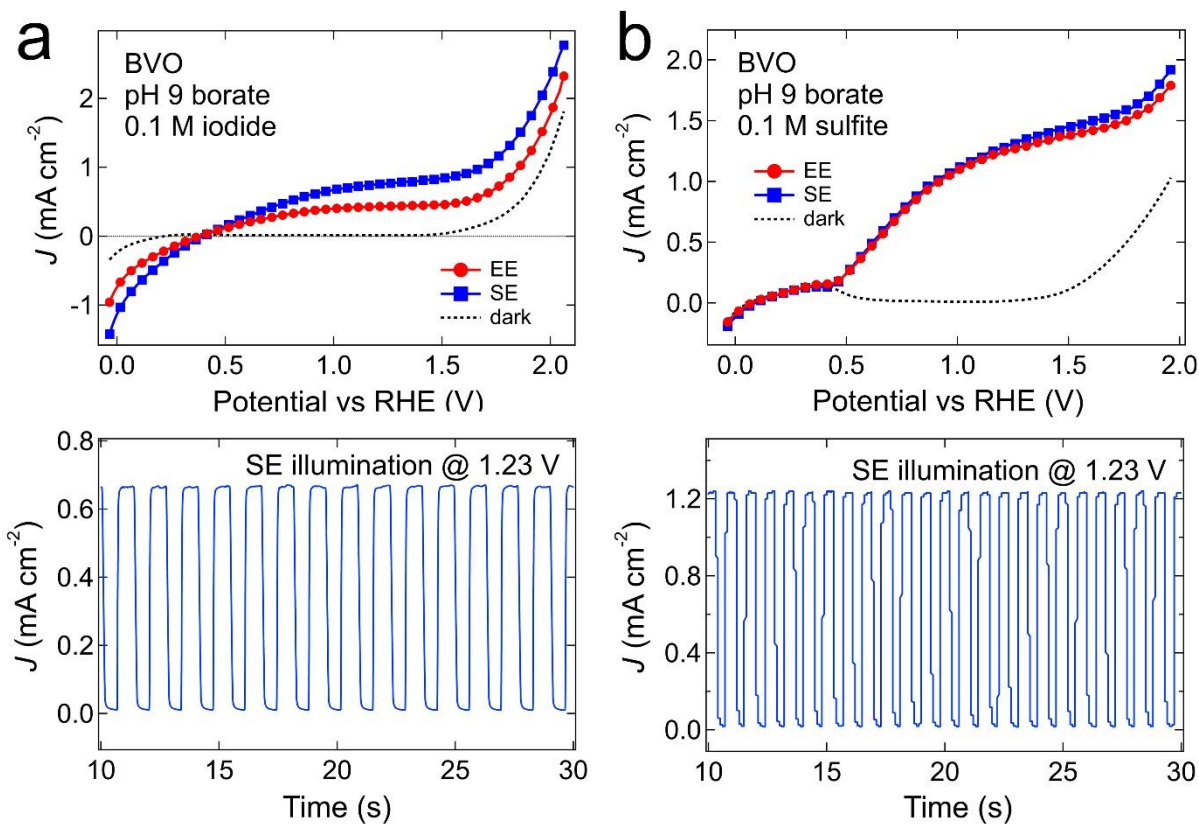 a
BVO
pH 9 borate
0.1 M iodide
J (mA cm-2)
2
1
0
-1
EE
SE
dark
0.0 0.5 1.0 1.5 2.0
Potential vs RHE (V)
b
BVO
pH 9 borate
0.1 M sulfite
EE
SE
dark
J (mA cm-2)
2.0
1.5
1.0
0.5
0.0
0.0 0.5 1.0 1.5 2.0
Potential vs RHE (V)
SE illumination @ 1.23 V
J (mA cm-2)
0.8
0.6
0.4
0.2
0.0
10 15 20 25 30
Time (s)
SE illumination @ 1.23 V
J (mA cm-2)
1.2
0.8
0.4
0.0
10 15 20 25 30
Time (s)